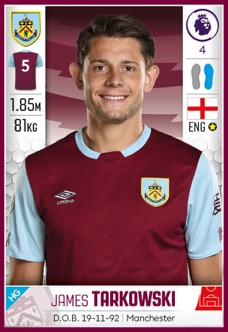 5
4
1.85M
81KG
ENG
umbro
HG
JAMES TARKOWSKI
D.O.B. 19-11-92 | Manchester